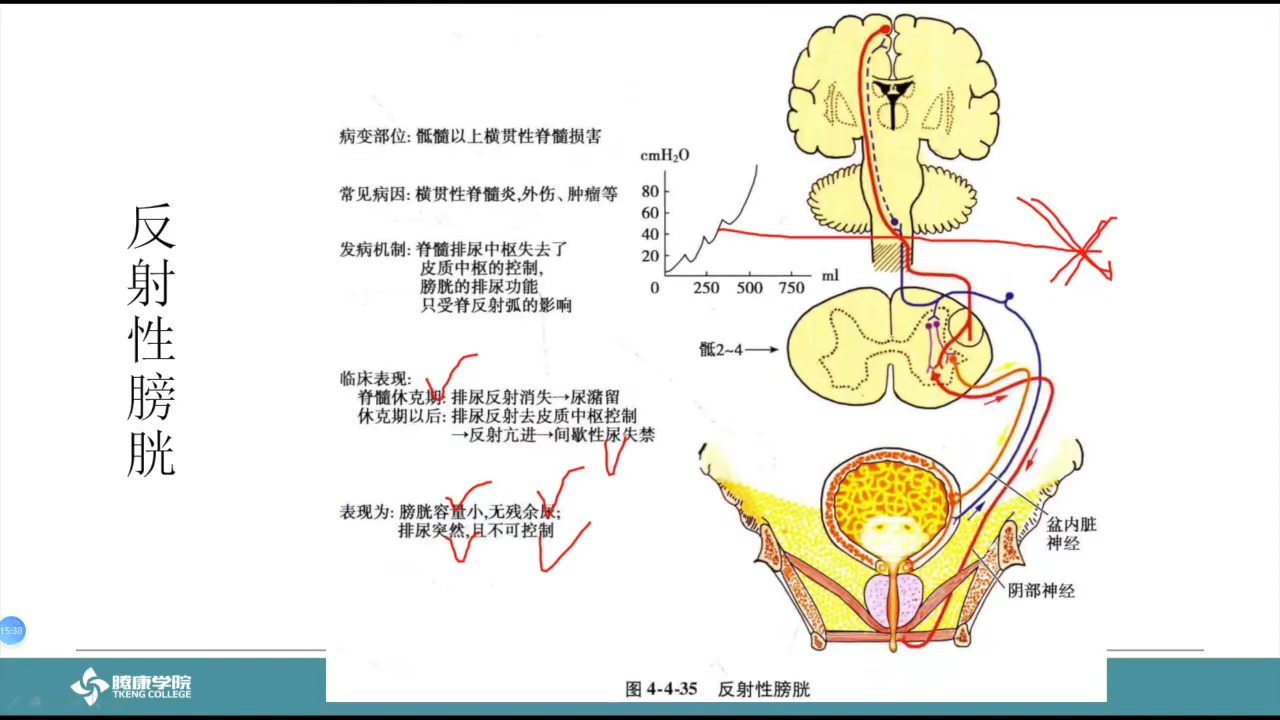 反射性膀胱
病变部位: 骶髓以上横贯性脊髓损害
常见病因: 横贯性脊髓炎,外伤、肿瘤等
发病机制: 脊髓排尿中枢失去了
皮质中枢的控制,
膀胱的排尿功能
只受脊反射弧的影响
临床表现:
脊髓休克期: 排尿反射消失→尿潴留
休克期以后: 排尿反射去皮质中枢控制
→反射亢进→间歇性尿失禁
表现为: 膀胱容量小,无残余尿;
排尿突然,且不可控制
cmH₂O
80
60
40
20
0 250 500 750 ml
骶2~4
盆内脏
神经
阴部神经
图 4-4-35 反射性膀胱
15:38
腾康学院
TKENG COLLEGE